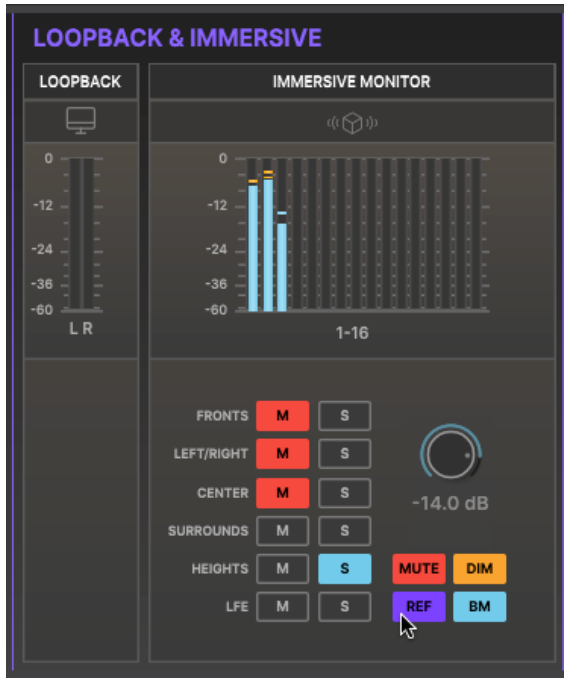 LOOPBACK & IMMERSIVE
LOOPBACK
IMMERSIVE MONITOR
0
-12
-24
-36
-60
L R
0
-12
-24
-36
-60
1-16
FRONTS M S
LEFT/RIGHT M S
CENTER M S
-14.0 dB
SURROUNDS M S
HEIGHTS M S MUTE DIM
LFE M S REF BM